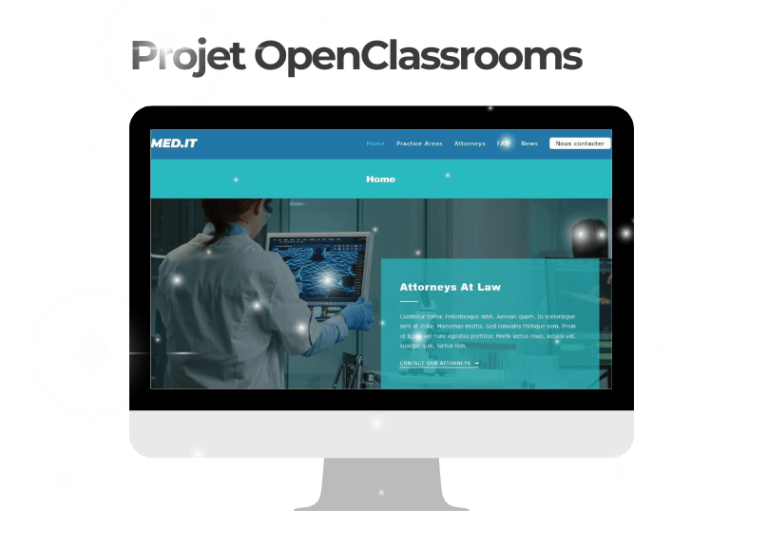 Projet OpenClassrooms
MED.IT
Home Practice Areas Attorneys FAQ News Nous contacter
Home
Attorneys At Law
Curabitur tortor. Pellentesque nibh. Aenean quam. In scelerisque
sem at dolor. Maecenas mattis. Sed convallis tristique sem. Proin
ut ligula vel nunc egestas porttitor. Morbi lectus risus, iaculis vel,
suscipit quis, luctus non.
CONTACT OUR ATTORNEYS →